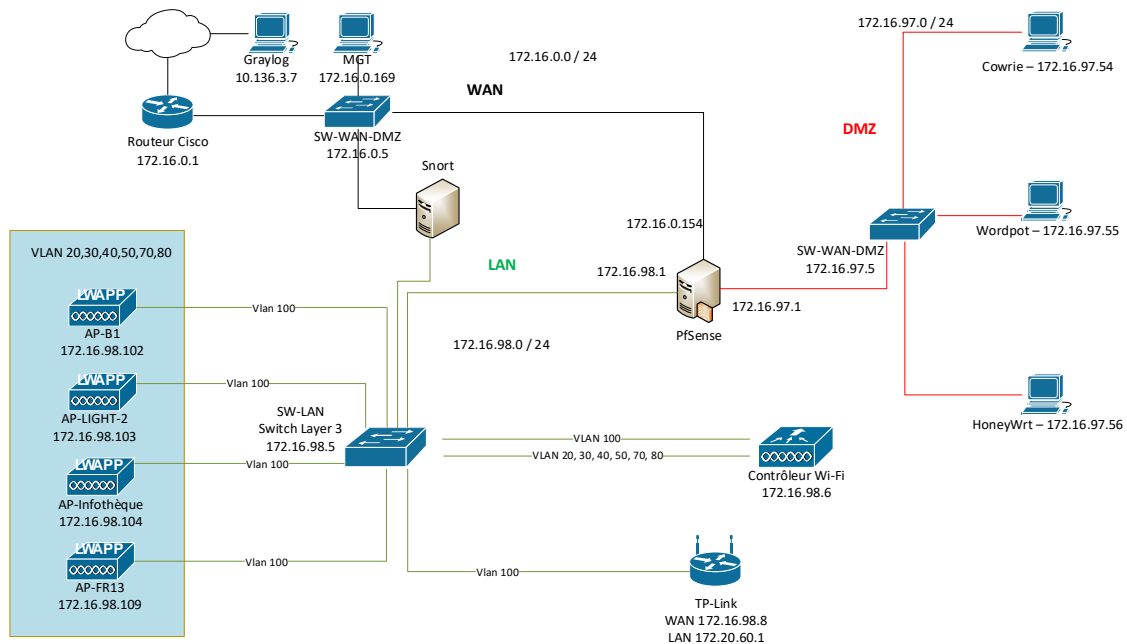 Graylog
10.136.3.7
MGT
172.16.0.169
172.16.0.0 / 24
WAN
Routeur Cisco
172.16.0.1
SW-WAN-DMZ
172.16.0.5
Snort
172.16.97.0 / 24
Cowrie – 172.16.97.54
DMZ
Wordpot – 172.16.97.55
SW-WAN-DMZ
172.16.97.5
HoneyWrt – 172.16.97.56
172.16.0.154
172.16.98.1
172.16.97.1
PfSense
LAN
172.16.98.0 / 24
VLAN 20,30,40,50,70,80
LWAPP
AP-B1
172.16.98.102
Vlan 100
LWAPP
AP-LIGHT-2
172.16.98.103
Vlan 100
LWAPP
AP-Infothèque
172.16.98.104
Vlan 100
LWAPP
AP-FR13
172.16.98.109
Vlan 100
SW-LAN
Switch Layer 3
172.16.98.5
VLAN 100
VLAN 20, 30, 40, 50, 70, 80
Contrôleur Wi-Fi
172.16.98.6
Vlan 100
TP-Link
WAN 172.16.98.8
LAN 172.20.60.1